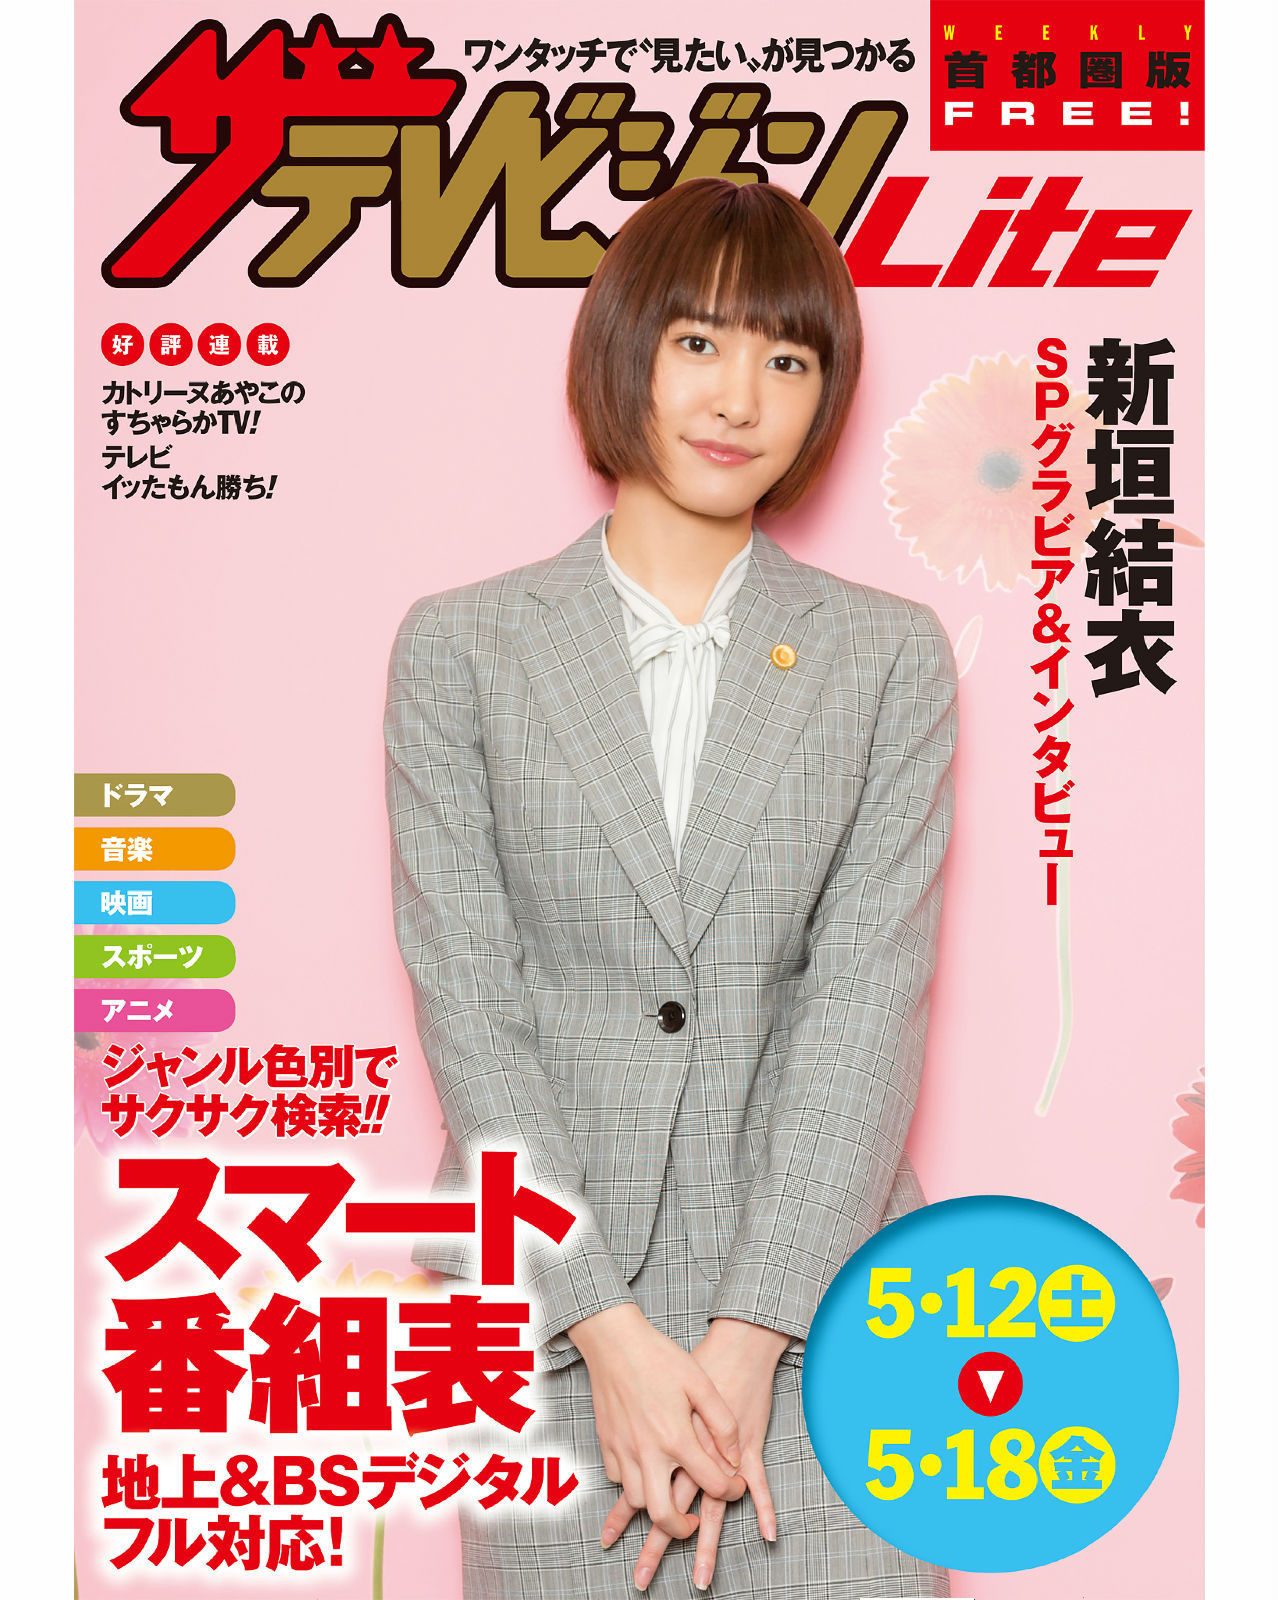 ワンタッチで〝見たい〟が見つかる
WEEKLY
首都圏版
FREE!
ザテレビジョン
Lite
好評連載
カトリーヌあやこの
すちゃらかTV!
テレビ
イッたもん勝ち!
新垣結衣
SPグラビア&インタビュー
ドラマ
音楽
映画
スポーツ
アニメ
ジャンル色別で
サクサク検索!!
スマート
番組表
地上&BSデジタル
フル対応!
5・12土
▼
5・18金